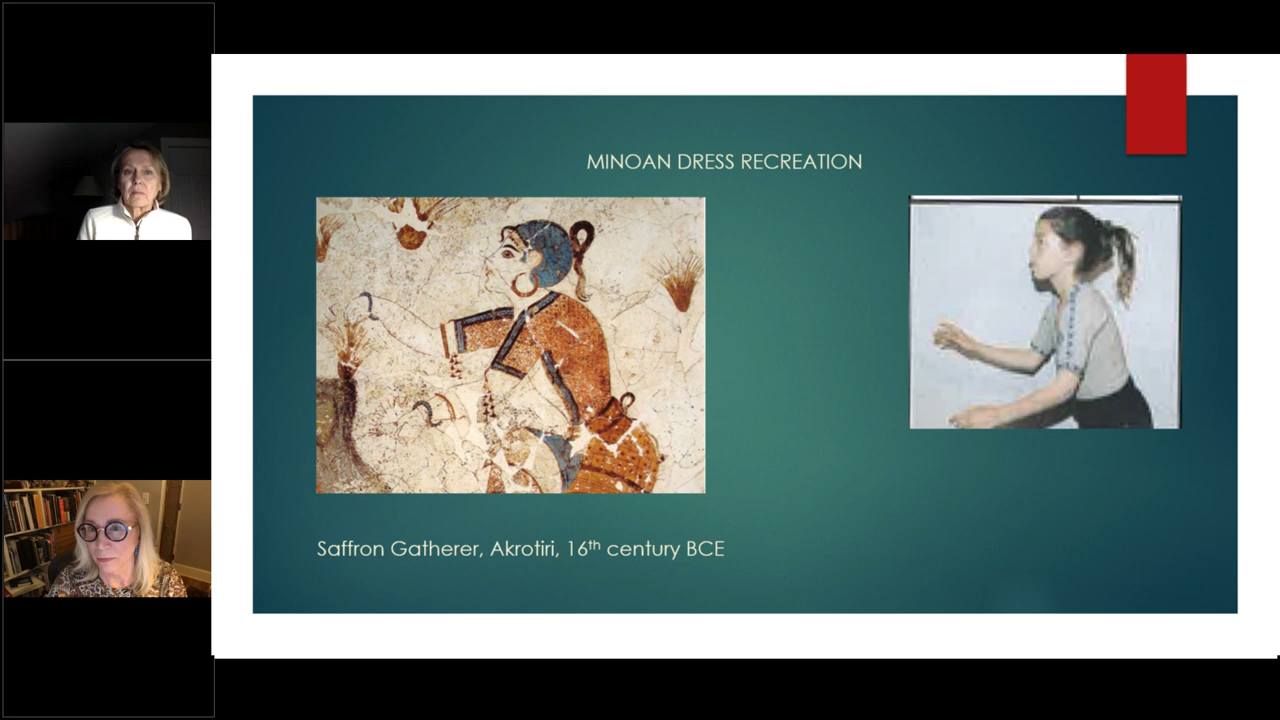 MINOAN DRESS RECREATION
Saffron Gatherer, Akrotiri, 16th century BCE